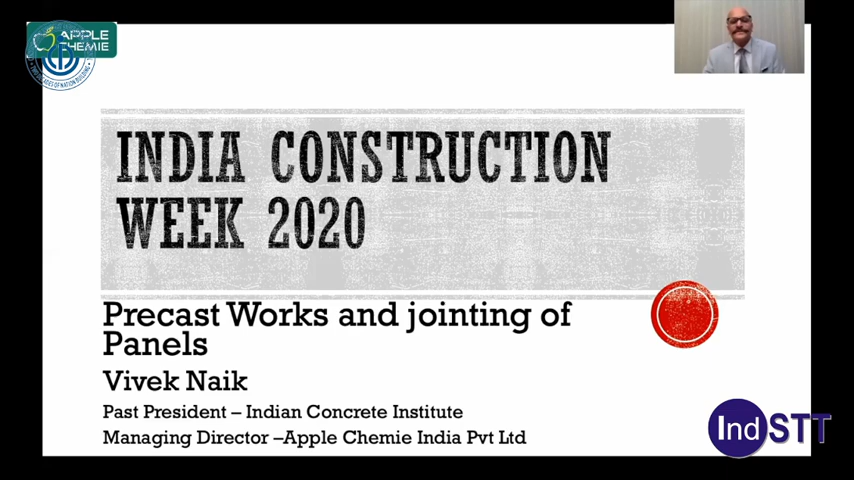 APPLE
CHEMIE
INDIA CONSTRUCTION
WEEK 2020
Precast Works and jointing of
Panels
Vivek Naik
Past President – Indian Concrete Institute
Managing Director –Apple Chemie India Pvt Ltd
IndSTT